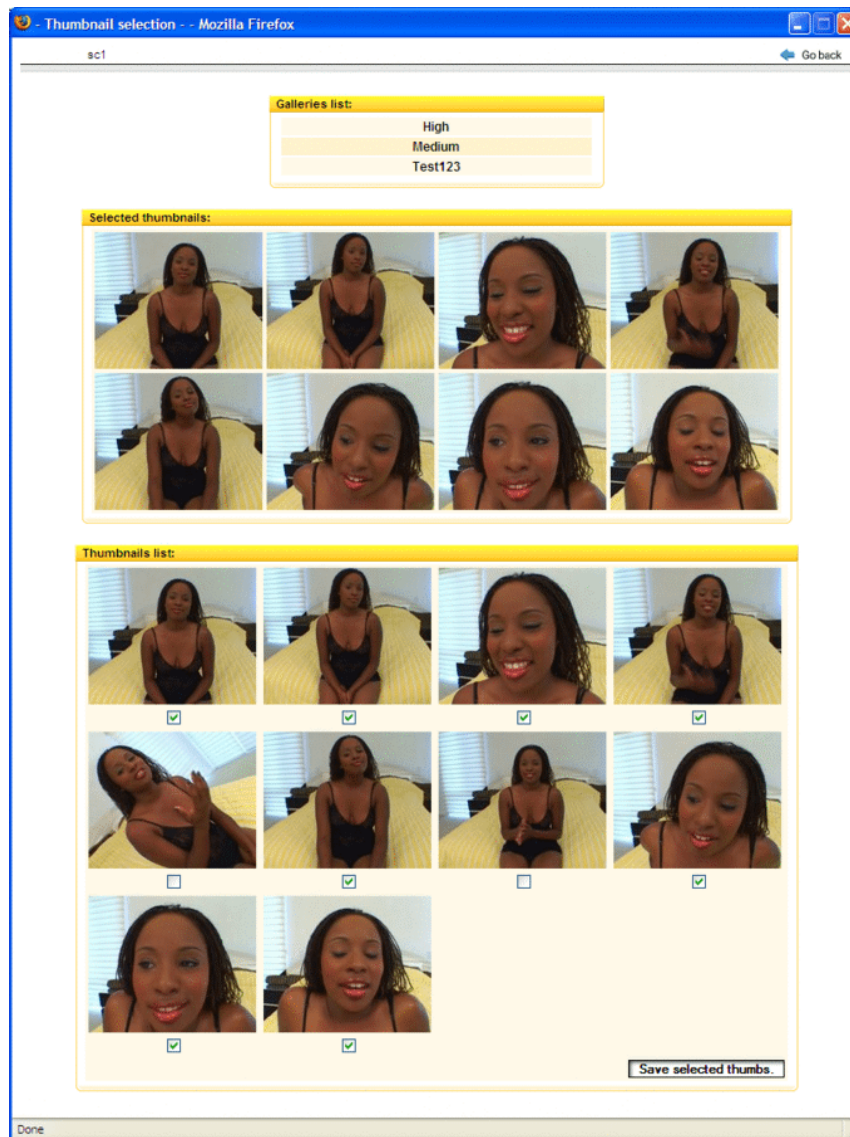 - Thumbnail selection - - Mozilla Firefox
sc1
Go back
Galleries list:
High
Medium
Test123
Selected thumbnails:
Thumbnails list:
Save selected thumbs.
Done